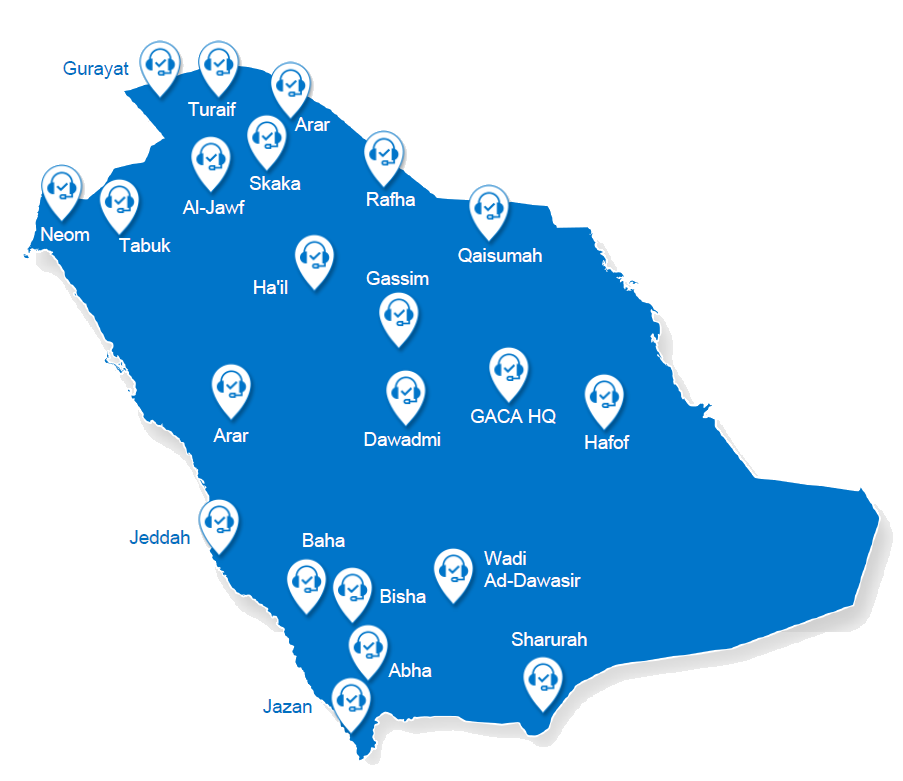 Gurayat
Turaif
Arar
Skaka
Al-Jawf
Rafha
Neom
Tabuk
Qaisumah
Ha'il
Gassim
GACA HQ
Arar
Dawadmi
Hafof
Jeddah
Baha
Wadi
Ad-Dawasir
Bisha
Sharurah
Abha
Jazan